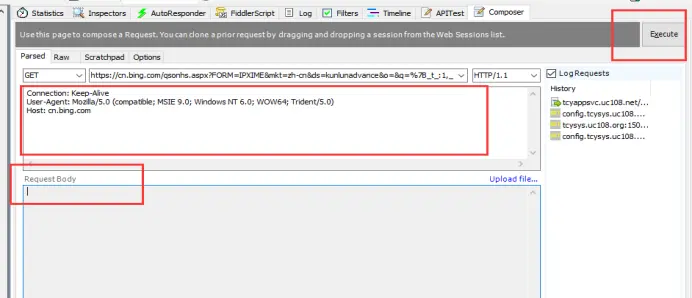 Statistics Inspectors AutoResponder FiddlerScript Log Filters Timeline APITest Composer
Use this page to compose a Request. You can clone a prior request by dragging and dropping a session from the Web Sessions list.
Execute
Parsed Raw Scratchpad Options
GET https://cn.bing.com/qsonhs.aspx?FORM=IPXIME&mkt=zh-cn&ds=kunlunadvance&o=&q=%7B_t_:1,_ HTTP/1.1
Log Requests
History
Connection: Keep-Alive
User-Agent: Mozilla/5.0 (compatible; MSIE 9.0; Windows NT 6.0; WOW64; Trident/5.0)
Host: cn.bing.com
tcyappsvc.uc108.net/...
config.tcysys.uc108....
tcysys.uc108.org:150...
config.tcysys.uc108....
Request Body
Upload file...